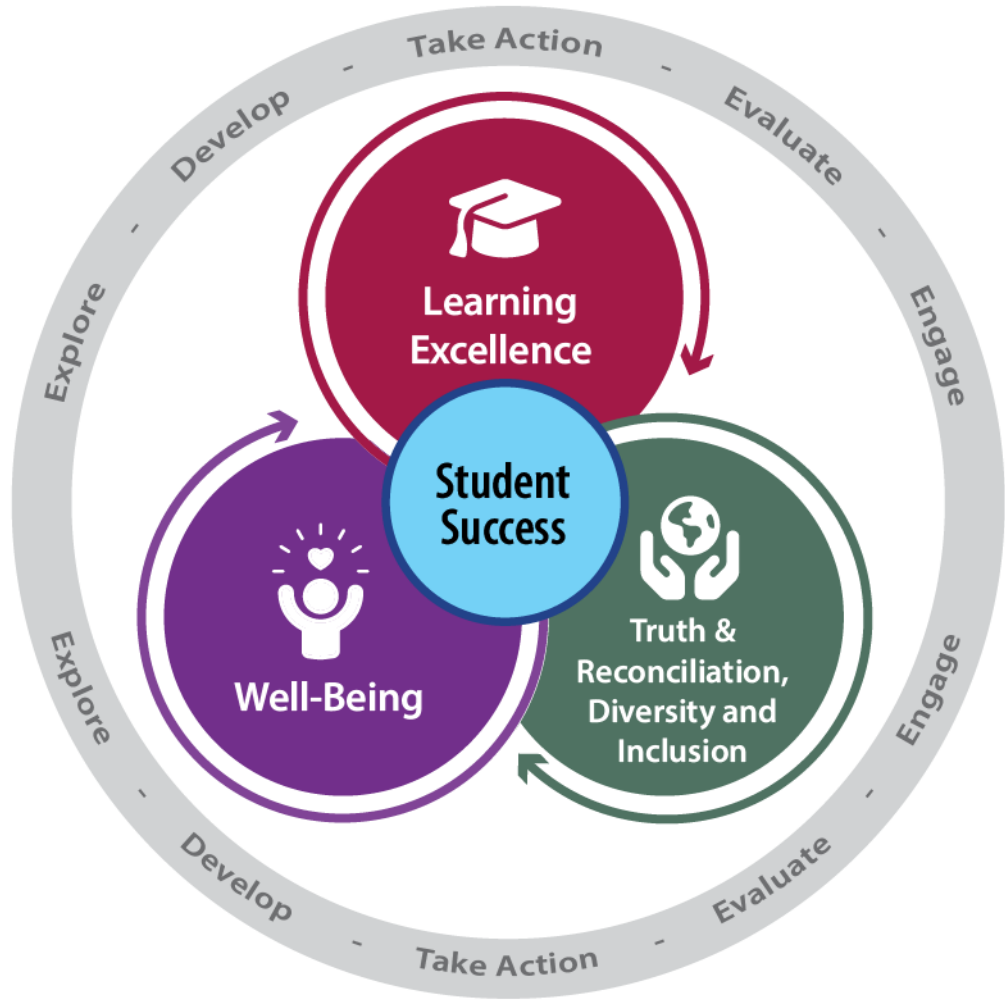 Explore - Develop - Take Action - Evaluate - Engage
Learning
Excellence
Student
Success
Well-Being
Truth &
Reconciliation,
Diversity and
Inclusion
Explore - Develop - Take Action - Evaluate - Engage